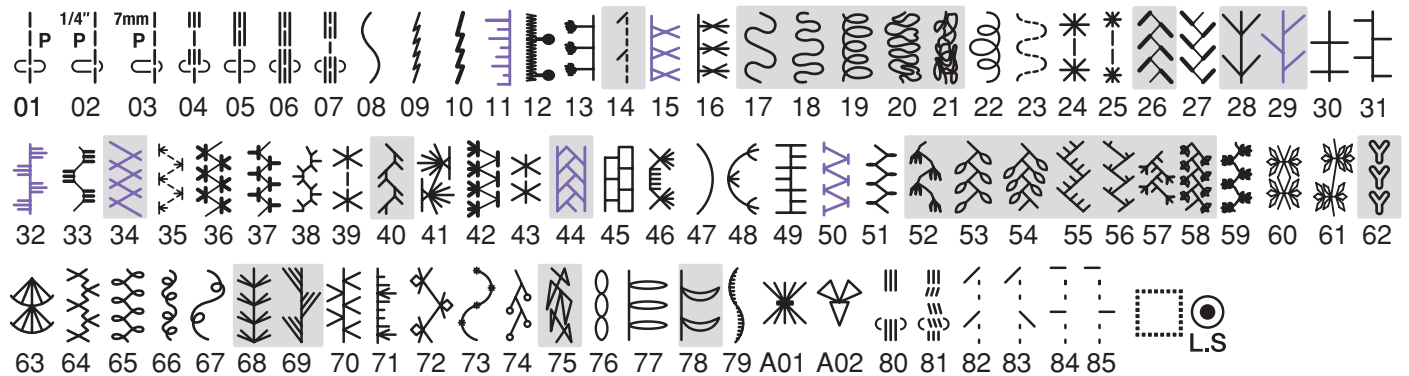 1/4" 7mm
P P P
01 02 03 04 05 06 07 08 09 10 11 12 13 14 15 16 17 18 19 20 21 22 23 24 25 26 27 28 29 30 31
32 33 34 35 36 37 38 39 40 41 42 43 44 45 46 47 48 49 50 51 52 53 54 55 56 57 58 59 60 61 62
L.S
63 64 65 66 67 68 69 70 71 72 73 74 75 76 77 78 79 A01 A02 80 81 82 83 84 85